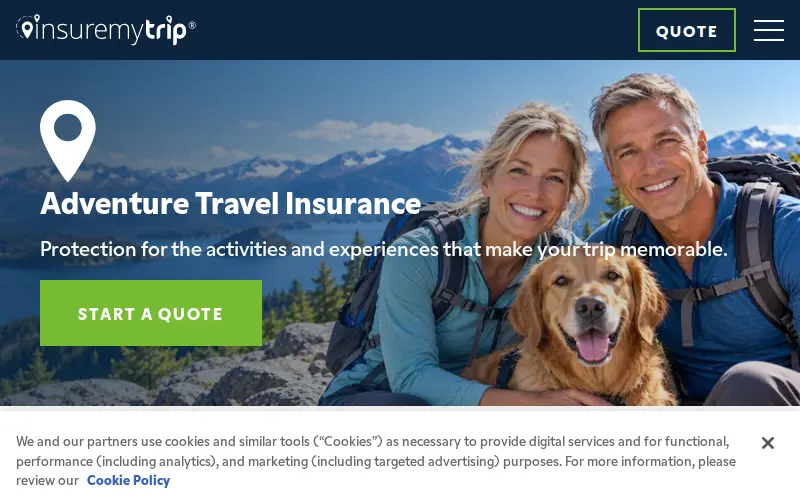 insuremytrip®
QUOTE
Adventure Travel Insurance
Protection for the activities and experiences that make your trip memorable.
START A QUOTE
We and our partners use cookies and similar tools (“Cookies”) as necessary to provide digital services and for functional,
performance (including analytics), and marketing (including targeted advertising) purposes. For more information, please
review our Cookie Policy